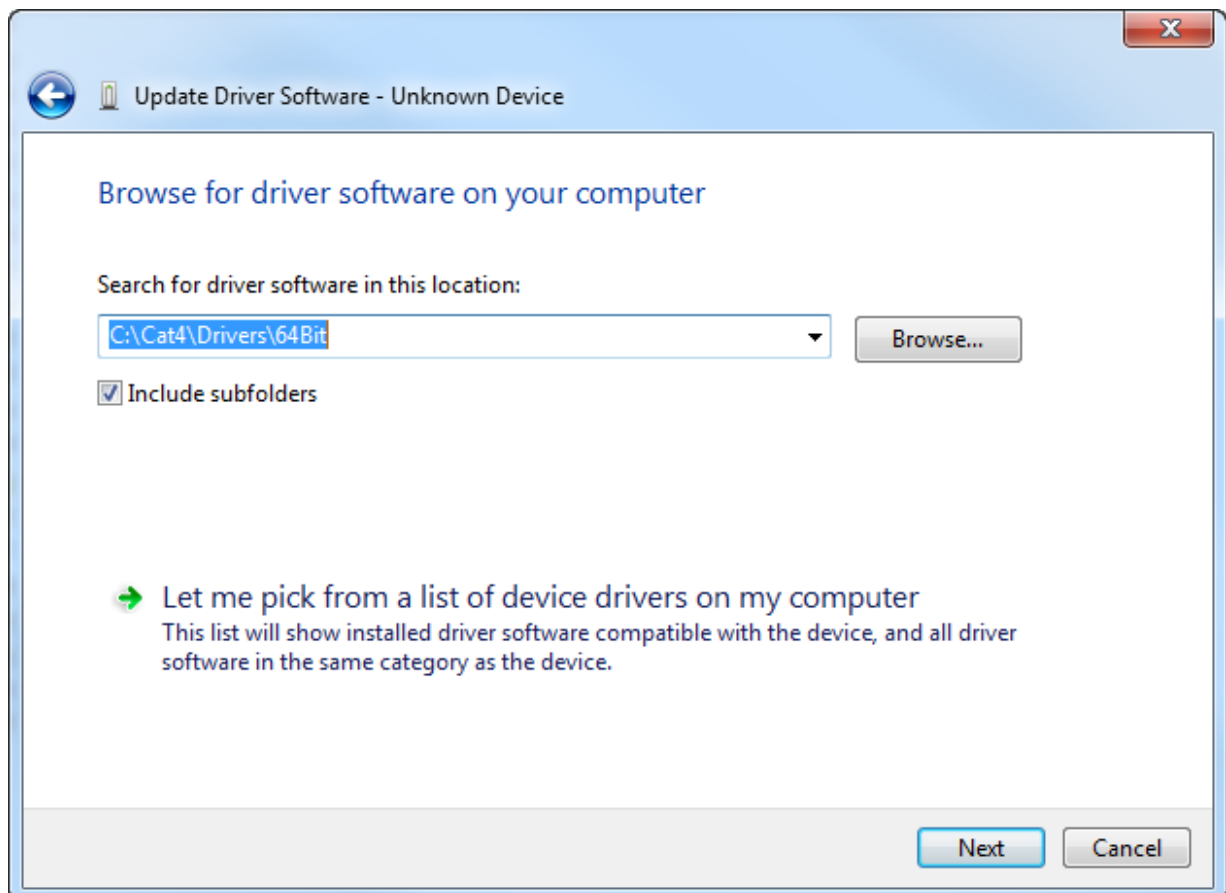 Update Driver Software - Unknown Device
Browse for driver software on your computer
Search for driver software in this location:
C:\Cat4\Drivers\64Bit
Browse...
Include subfolders
Let me pick from a list of device drivers on my computer
This list will show installed driver software compatible with the device, and all driver
software in the same category as the device.
Next
Cancel